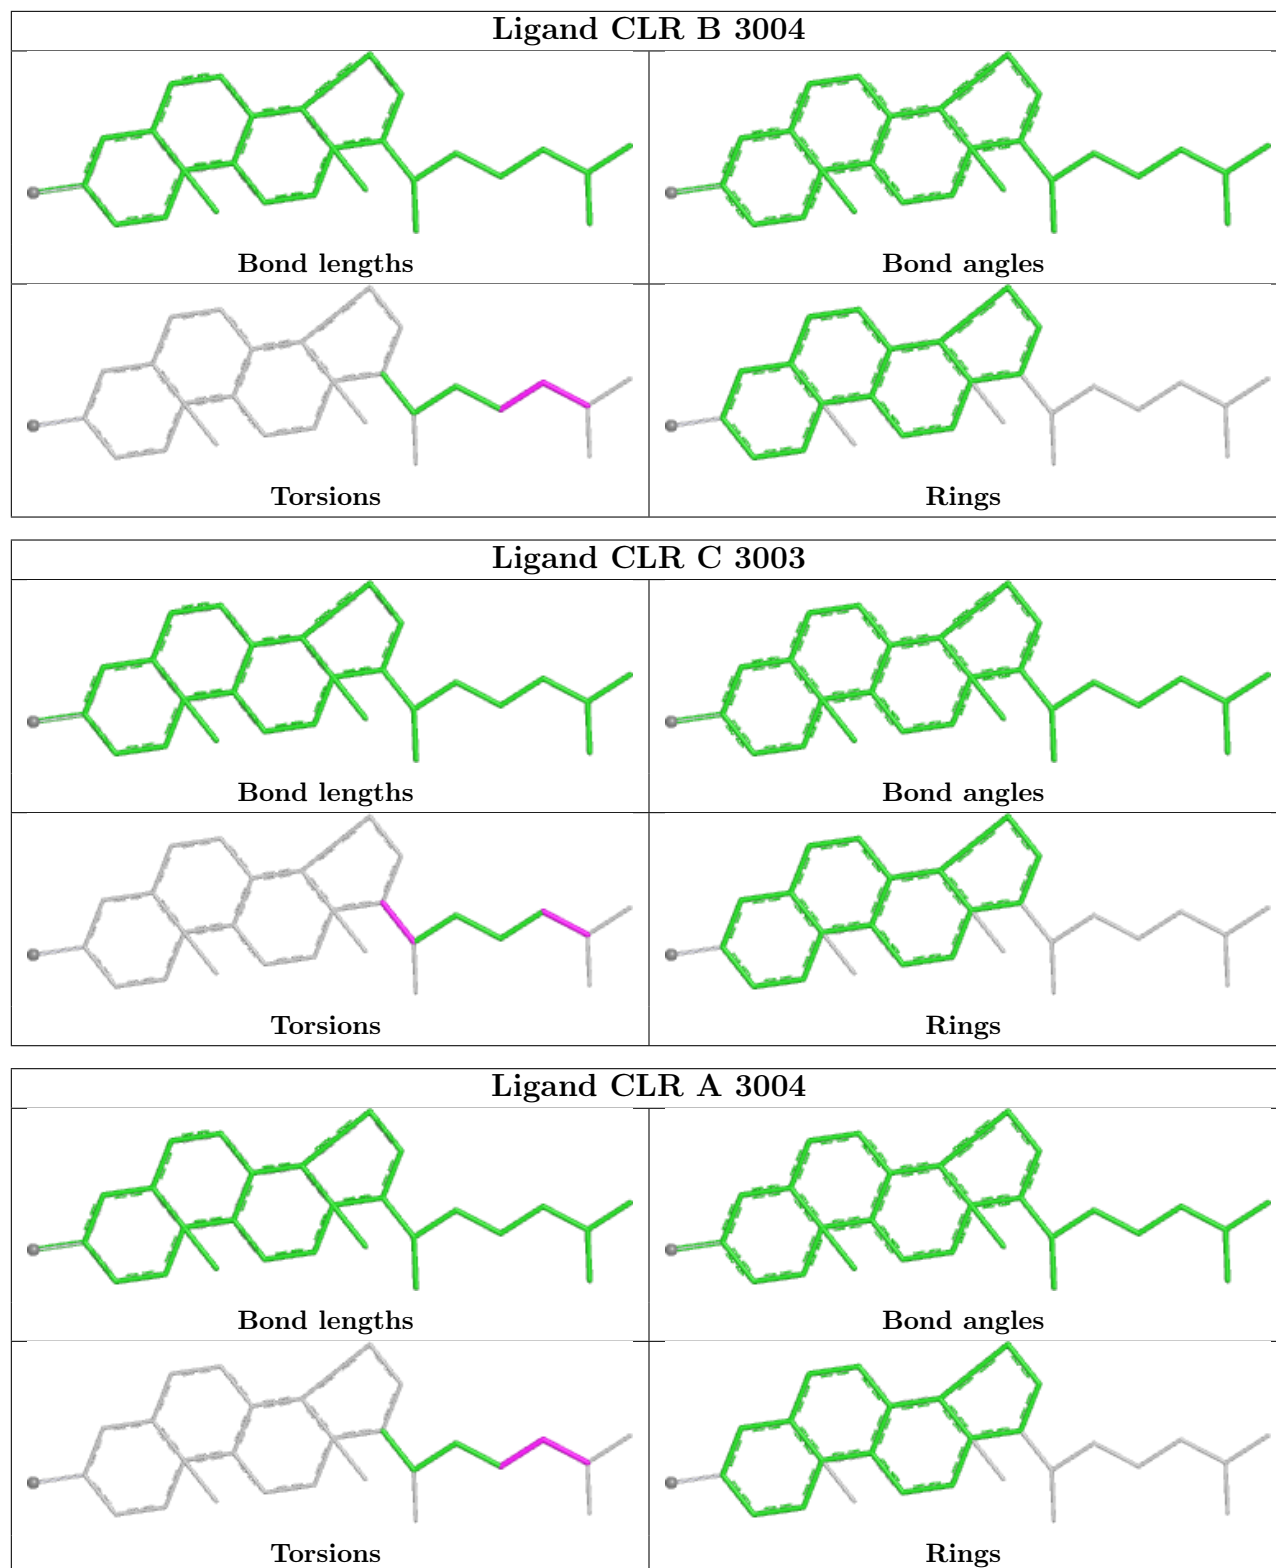 Ligand CLR B 3004
Bond lengths
Bond angles
Torsions
Rings
Ligand CLR C 3003
Bond lengths
Bond angles
Torsions
Rings
Ligand CLR A 3004
Bond lengths
Bond angles
Torsions
Rings